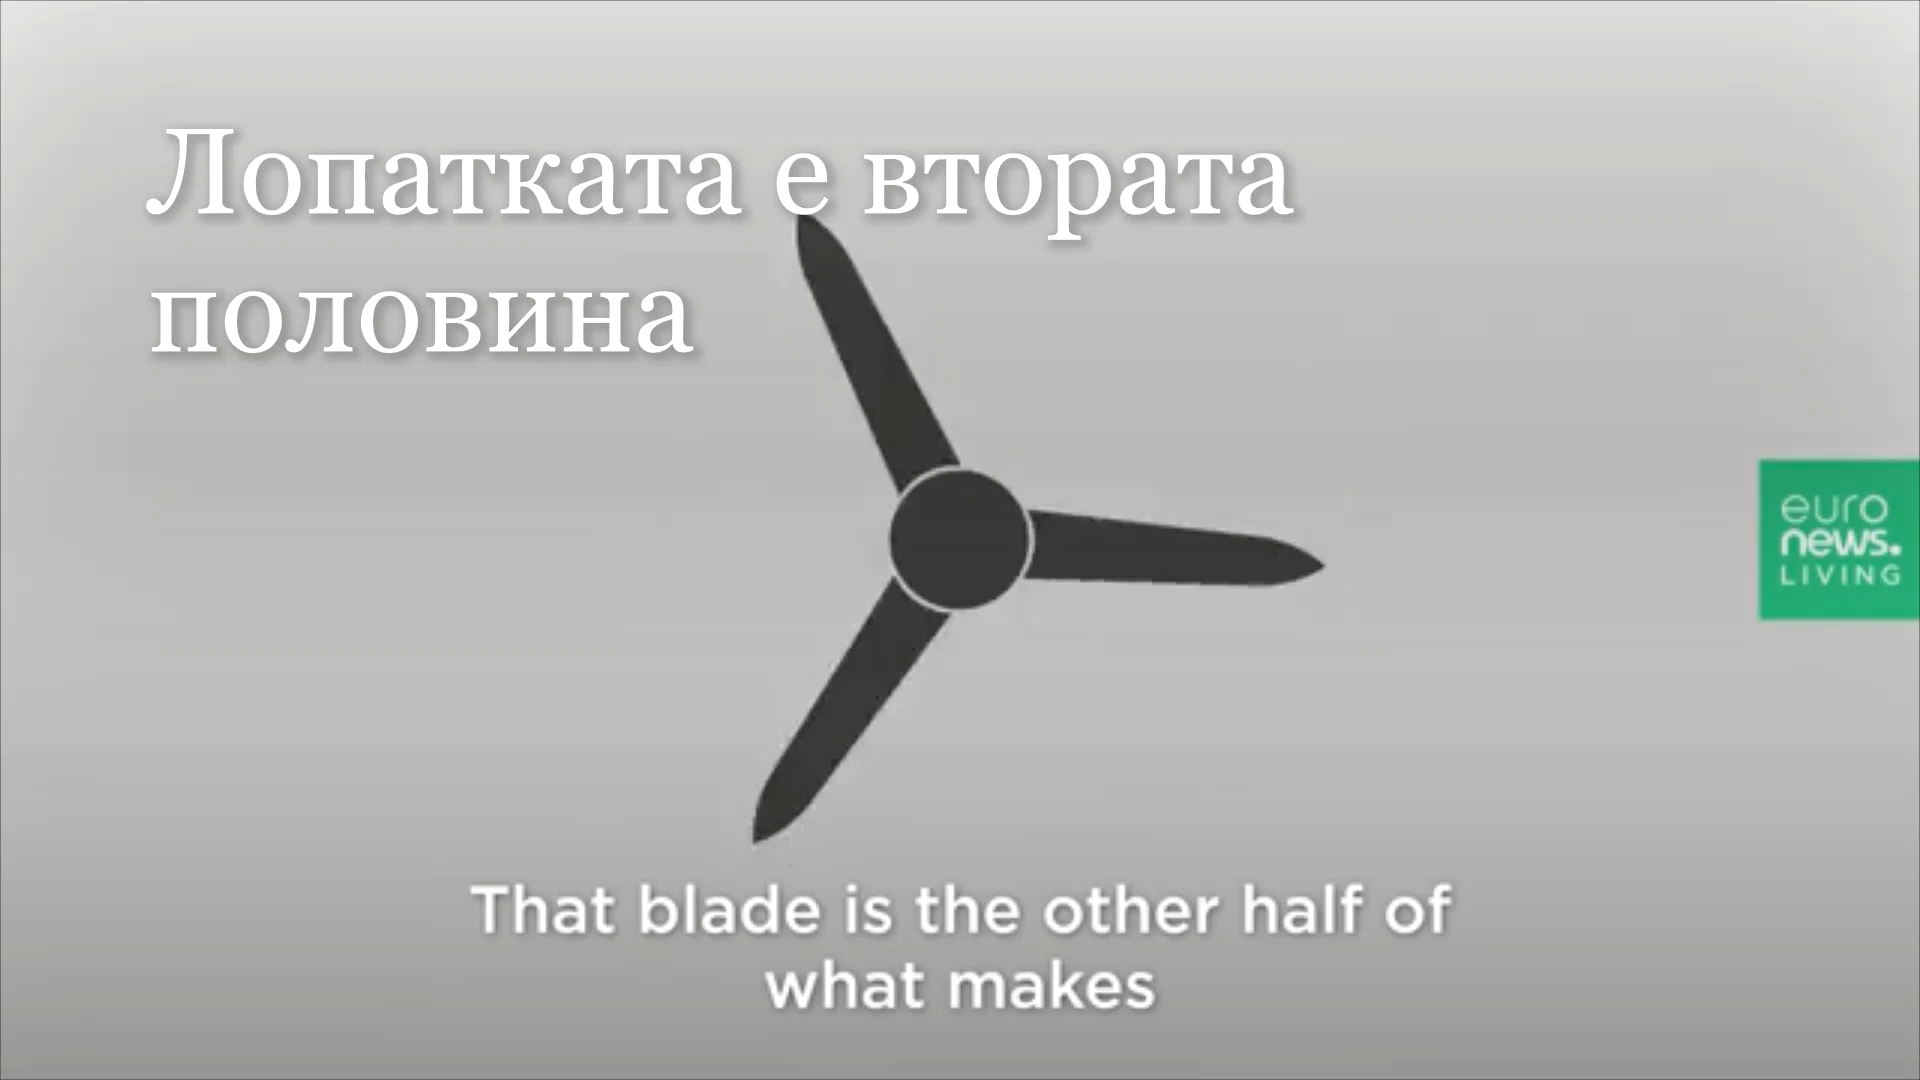 Лопатката е втората
половина
euro
news.
LIVING
That blade is the other half of
what makes